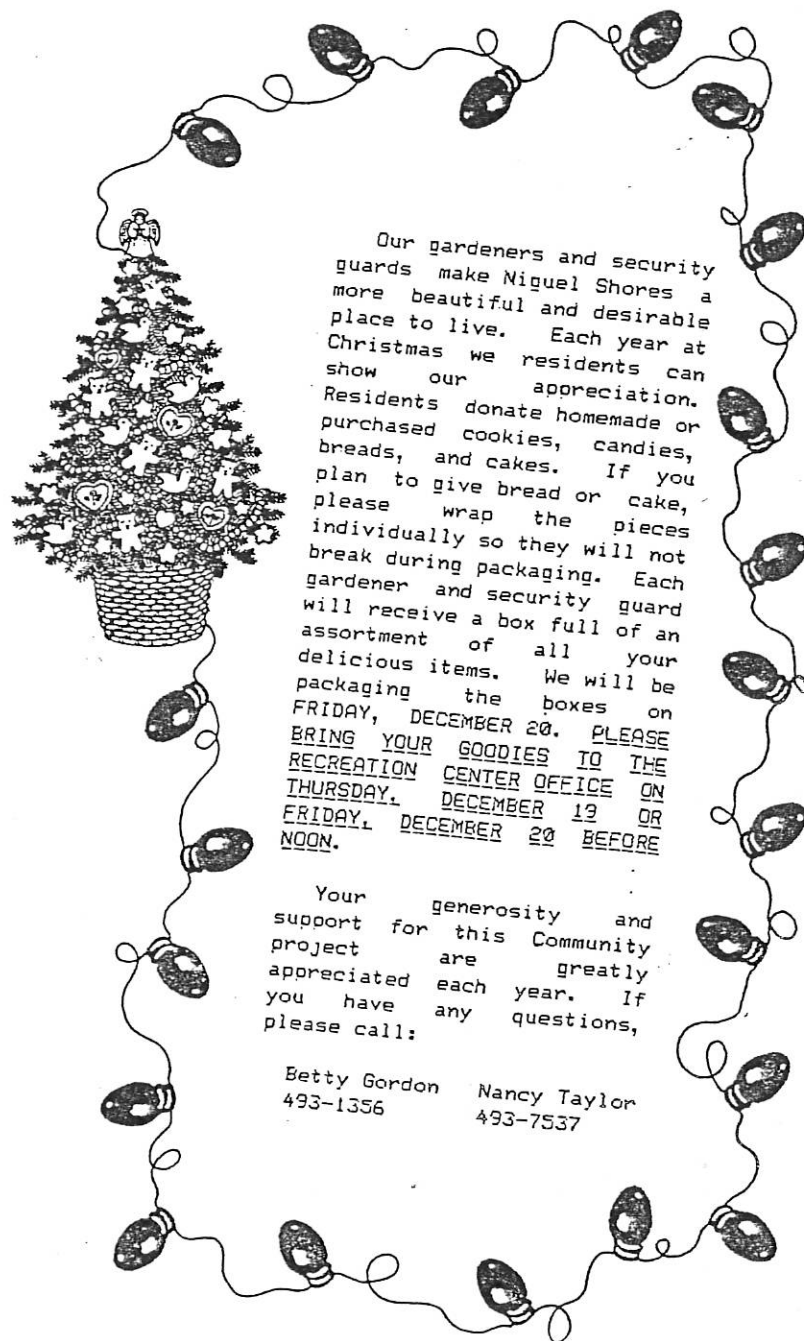 Our gardeners and security
guards make Niguel Shores a
more beautiful and desirable
place to live. Each year at
Christmas we residents can
show our appreciation.
Residents donate homemade or
purchased cookies, candies,
breads, and cakes. If you
plan to give bread or cake,
please wrap the pieces
individually so they will not
break during packaging. Each
gardener and security guard
will receive a box full of an
assortment of all your
delicious items. We will be
packaging the boxes on
FRIDAY, DECEMBER 20. PLEASE
BRING YOUR GOODIES TO THE
RECREATION CENTER OFFICE ON
THURSDAY, DECEMBER 19 OR
FRIDAY, DECEMBER 20 BEFORE
NOON.
Your generosity and
support for this Community
project are greatly
appreciated each year. If
you have any questions,
please call:
Betty Gordon Nancy Taylor
493-1356 493-7537